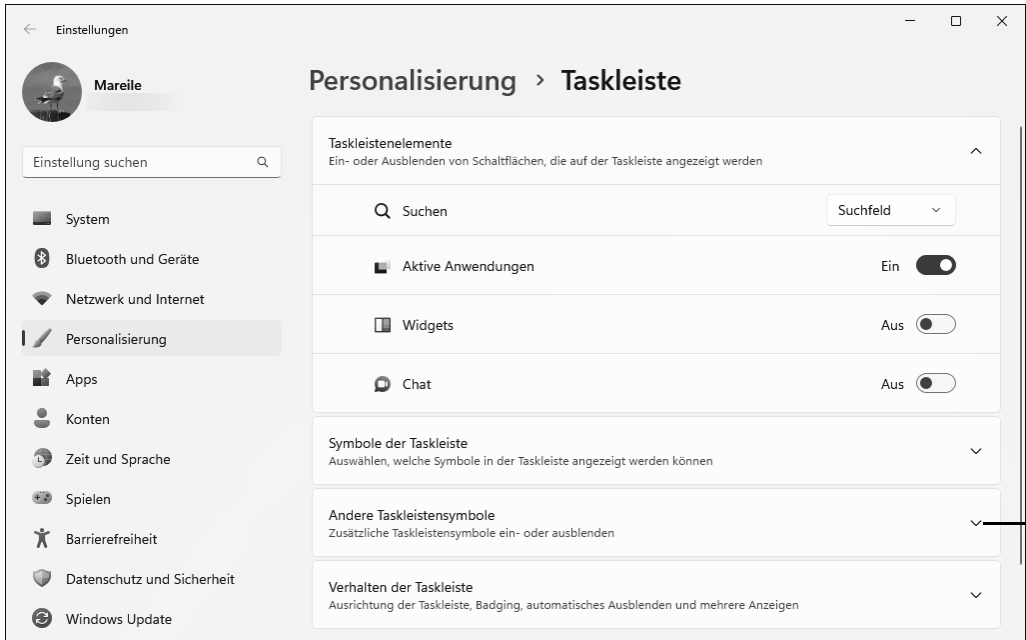 Einstellungen
Mareile
Einstellung suchen
System
Bluetooth und Geräte
Netzwerk und Internet
Personalisierung
Apps
Konten
Zeit und Sprache
Spielen
Barrierefreiheit
Datenschutz und Sicherheit
Windows Update
Personalisierung › Taskleiste
Taskleistenelemente
Ein- oder Ausblenden von Schaltflächen, die auf der Taskleiste angezeigt werden
Suchen Suchfeld
Aktive Anwendungen Ein
Widgets Aus
Chat Aus
Symbole der Taskleiste
Auswählen, welche Symbole in der Taskleiste angezeigt werden können
Andere Taskleistensymbole
Zusätzliche Taskleistensymbole ein- oder ausblenden
Verhalten der Taskleiste
Ausrichtung der Taskleiste, Badging, automatisches Ausblenden und mehrere Anzeigen